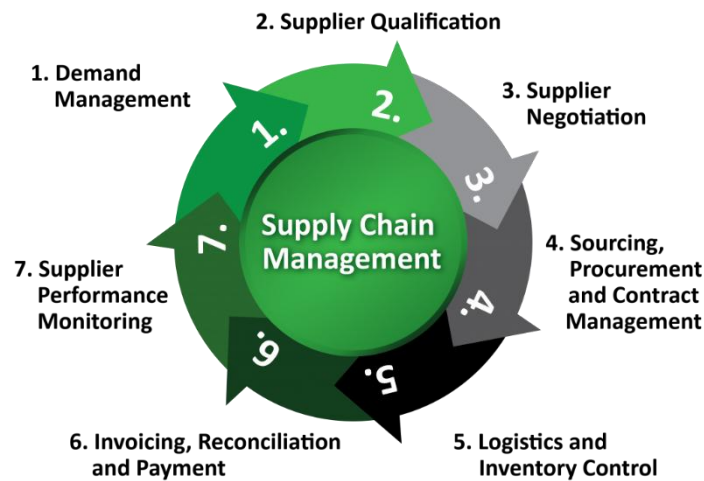 2. Supplier Qualification
1. Demand
Management
3. Supplier
Negotiation
2.
1.
3.
Supply Chain
Management
4. Sourcing,
Procurement
and Contract
Management
7.
7. Supplier
Performance
Monitoring
4.
6.
5.
6. Invoicing, Reconciliation
and Payment
5. Logistics and
Inventory Control